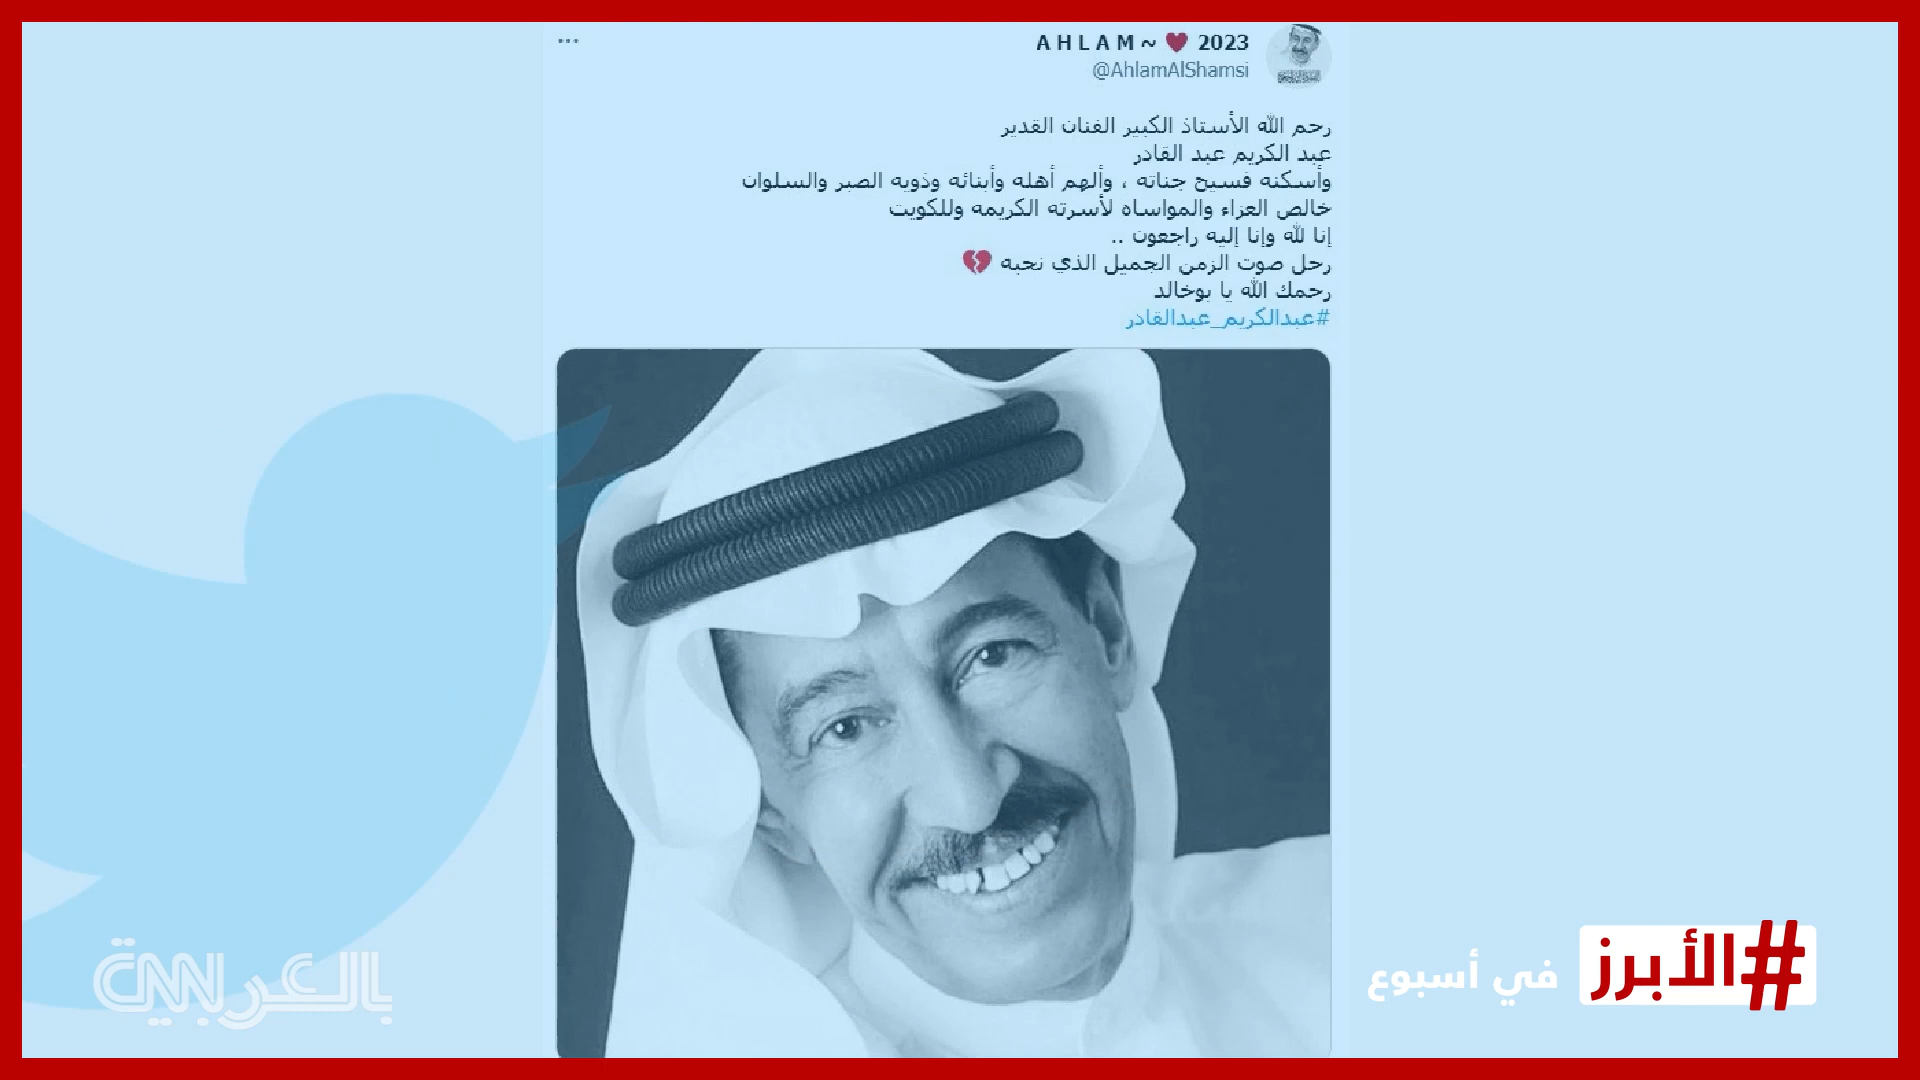 A H L A M ~ ❤ 2023
@AhlamAlShamsi
رحم الله الأستاذ الكبير الفنان القدير
عبد الكريم عبد القادر
وأسكنه فسيح جناته ، وألهم أهله وأبنائه وذويه الصبر والسلوان
خالص العزاء والمواساه لأسرته الكريمه وللكويت
إنا لله وإنا إليه راجعون ..
رحل صوت الزمن الجميل الذي نحبه 💔
رحمك الله يا بوخالد
#عبدالكريم_عبدالقادر
#الأبرز في أسبوع
CNN بالعربية